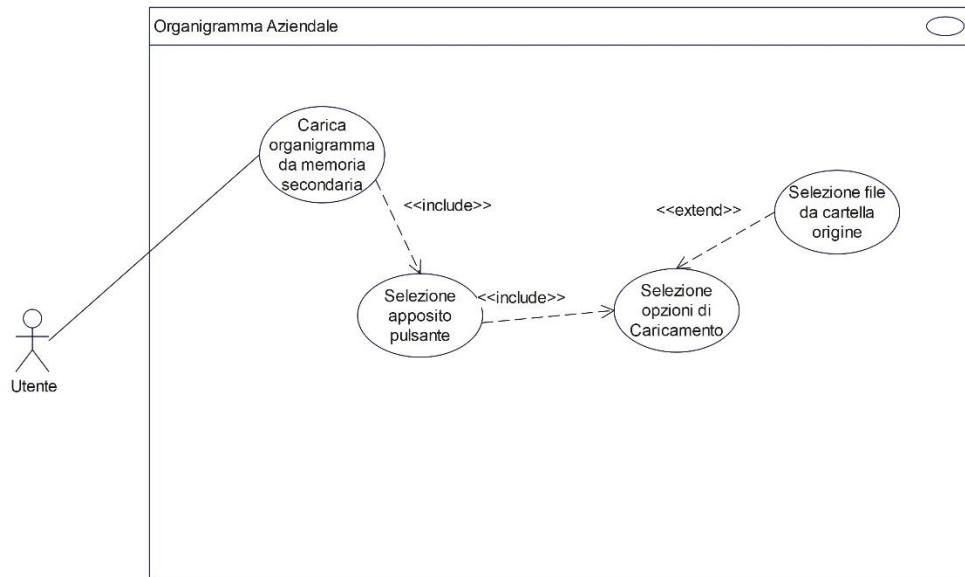 Organigramma Aziendale
Carica
organigramma
da memoria
secondaria
<<include>>
<<extend>>
Selezione file
da cartella
origine
Selezione
apposito
pulsante
<<include>>
Selezione
opzioni di
Caricamento
Utente